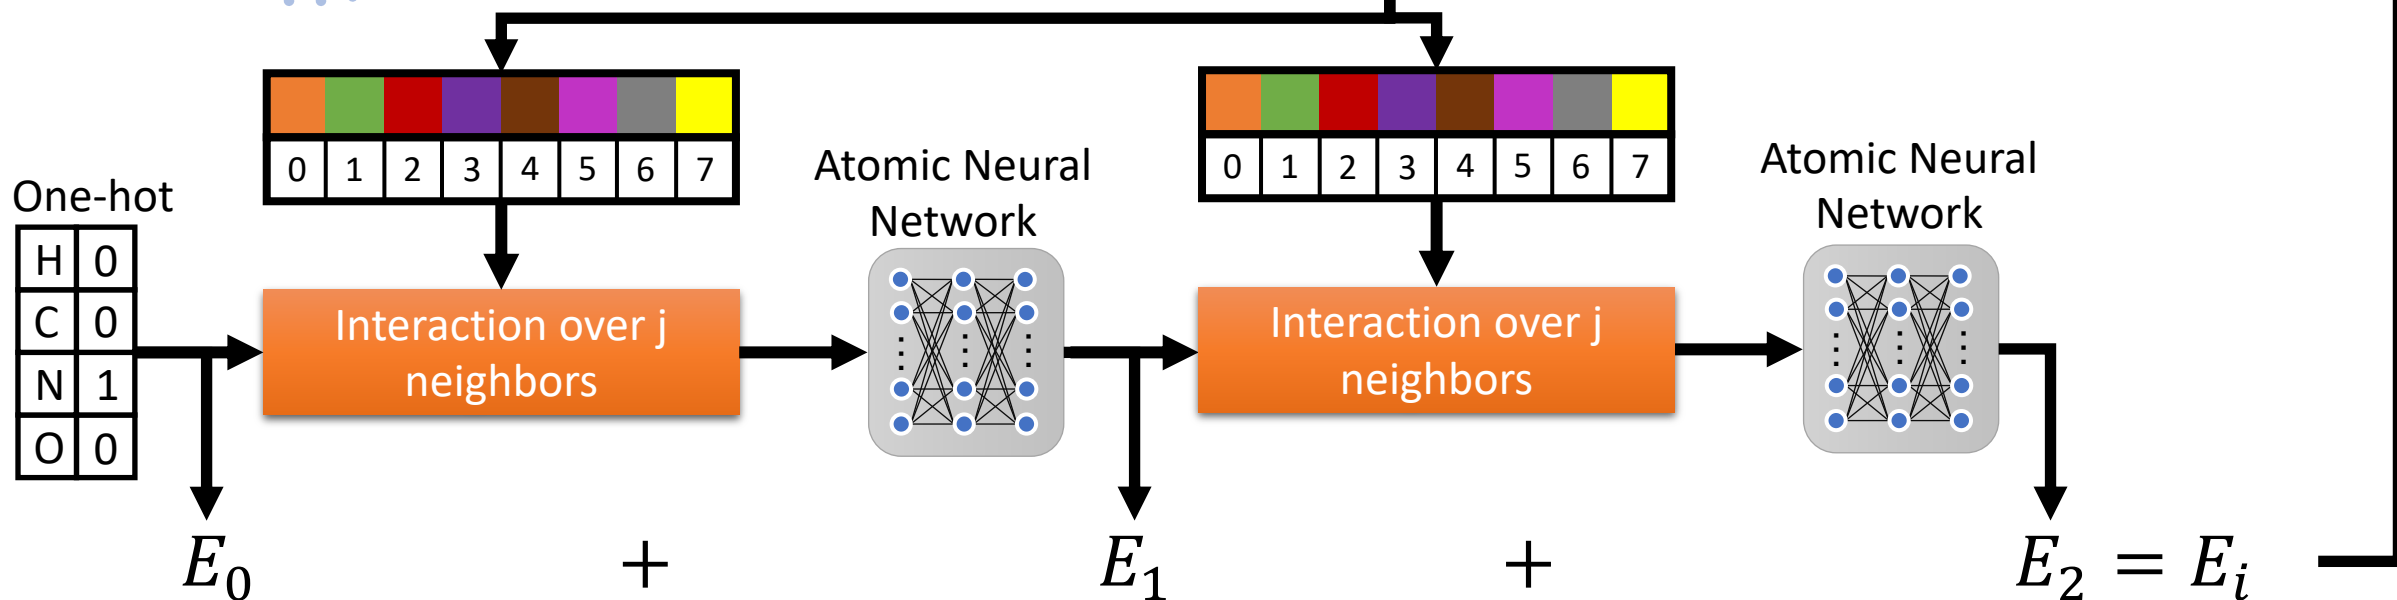 0 1 2 3 4 5 6 7
0 1 2 3 4 5 6 7
Atomic Neural
Network
Atomic Neural
Network
One-hot
H 0
C 0
N 1
O 0
Interaction over j
neighbors
Interaction over j
neighbors
E₀ + E₁ + E₂ = Eᵢ